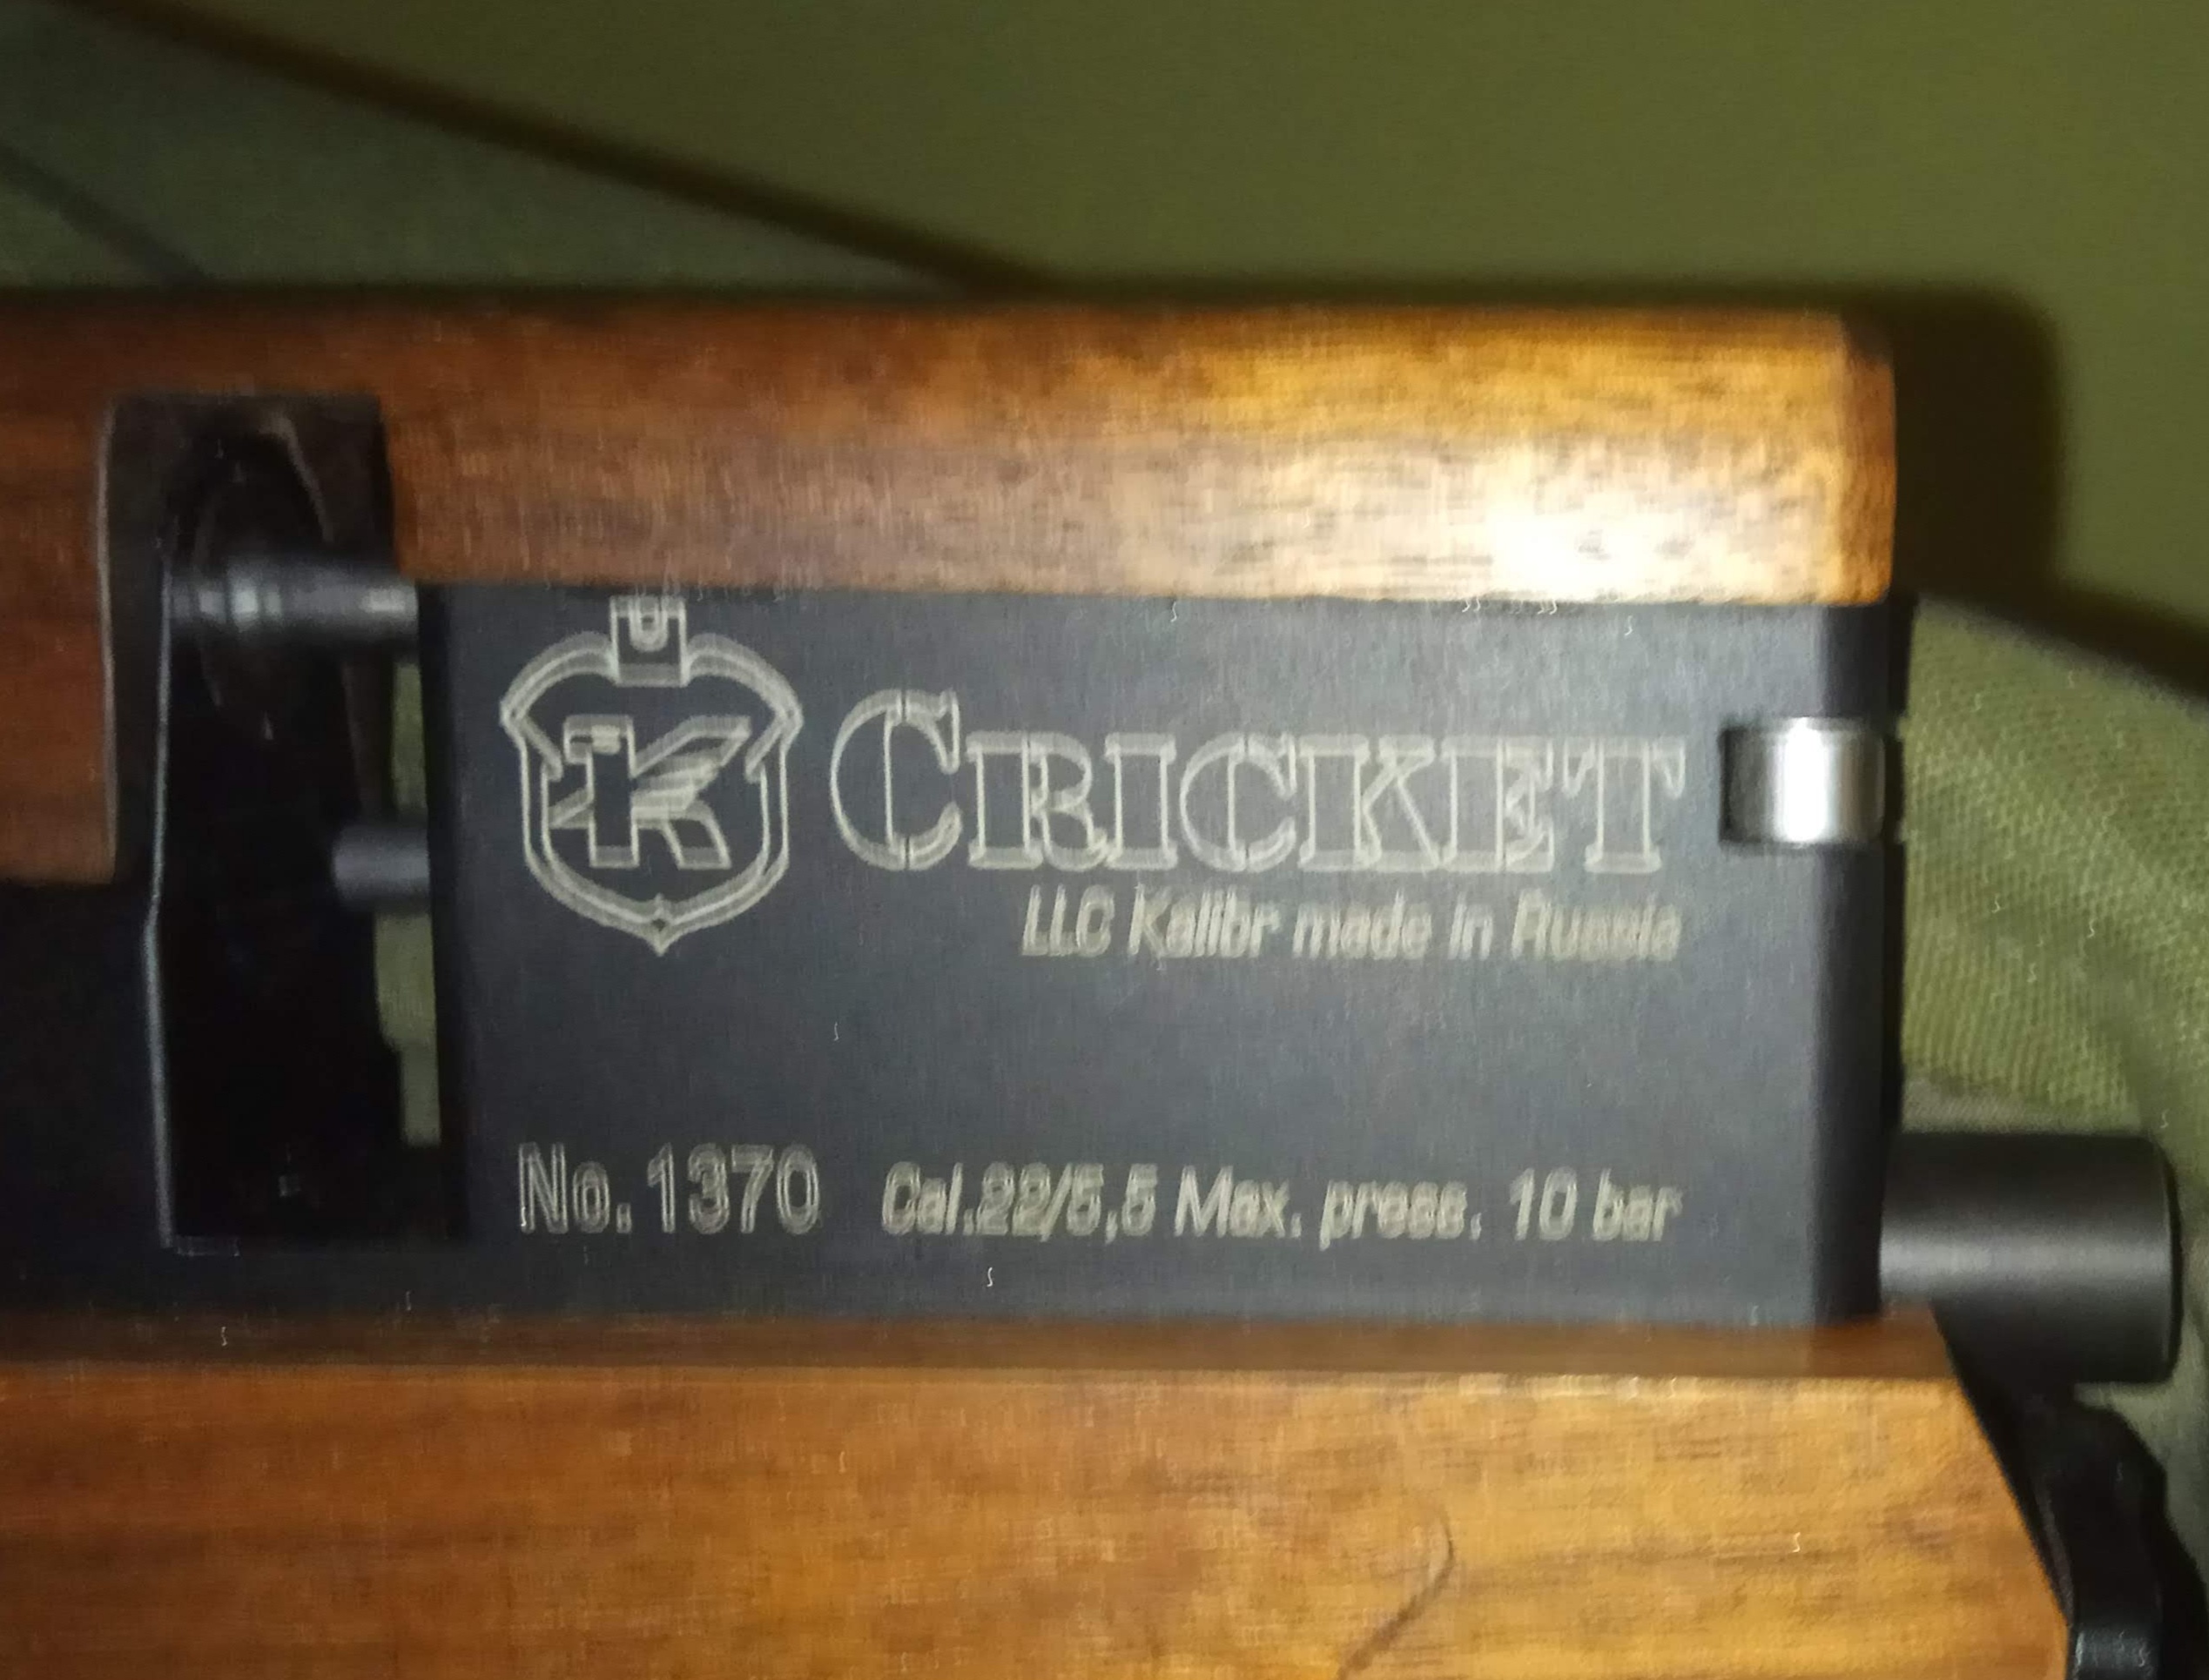 K CRICKET
LLC Kalibr made in Russia
No. 1370 Cal.22/5,5 Max. press. 10 bar